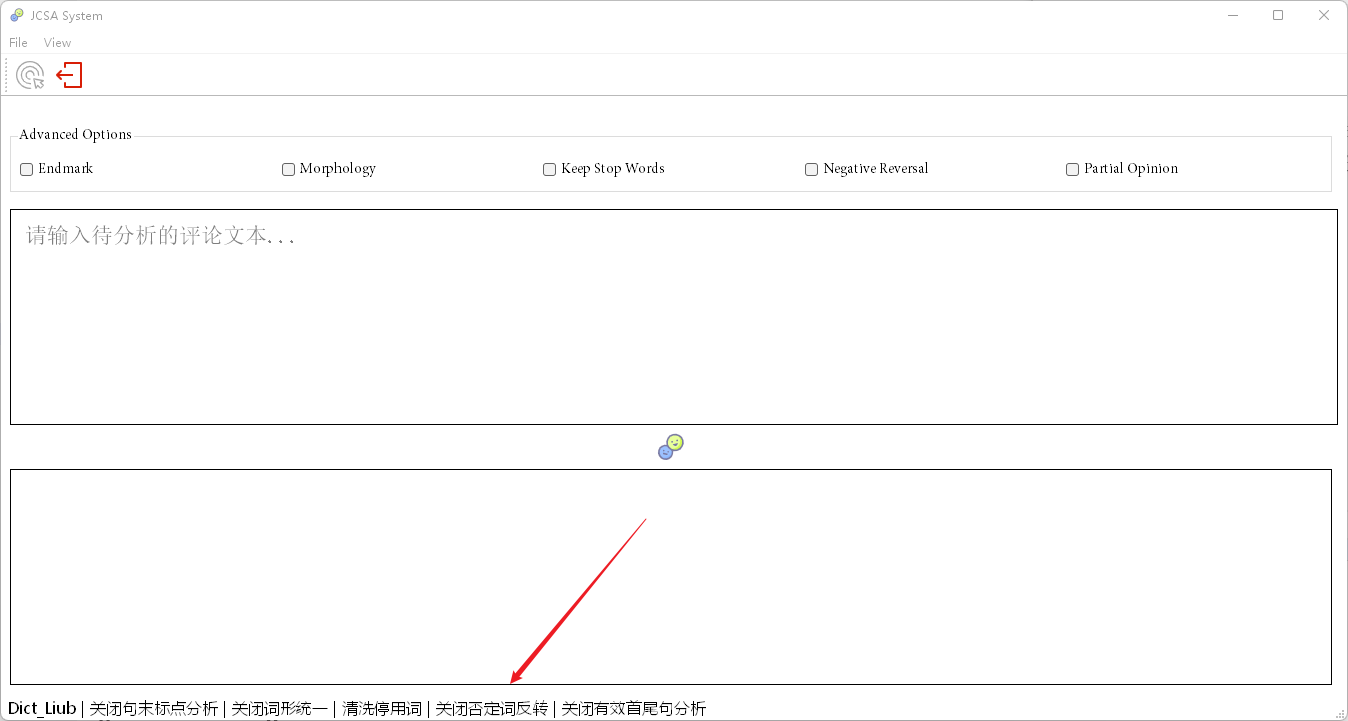 JCSA System
File View
Advanced Options
Endmark Morphology Keep Stop Words Negative Reversal Partial Opinion
请输入待分析的评论文本...
Dict_Liub | 关闭句末标点分析 | 关闭词形统一 | 清洗停用词 | 关闭否定词反转 | 关闭有效首尾句分析